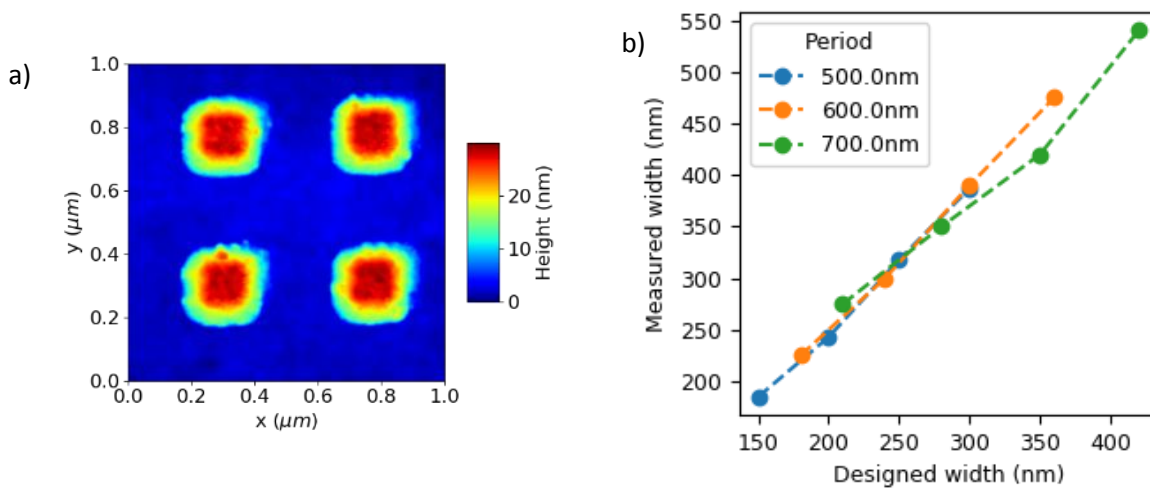 a)
1.0
0.8
0.6
0.4
0.2
0.0
y (μm)
0.0 0.2 0.4 0.6 0.8 1.0
x (μm)
20
10
0
Height (nm)
b)
550
500
450
400
350
300
250
200
Measured width (nm)
Period
500.0nm
600.0nm
700.0nm
150 200 250 300 350 400
Designed width (nm)